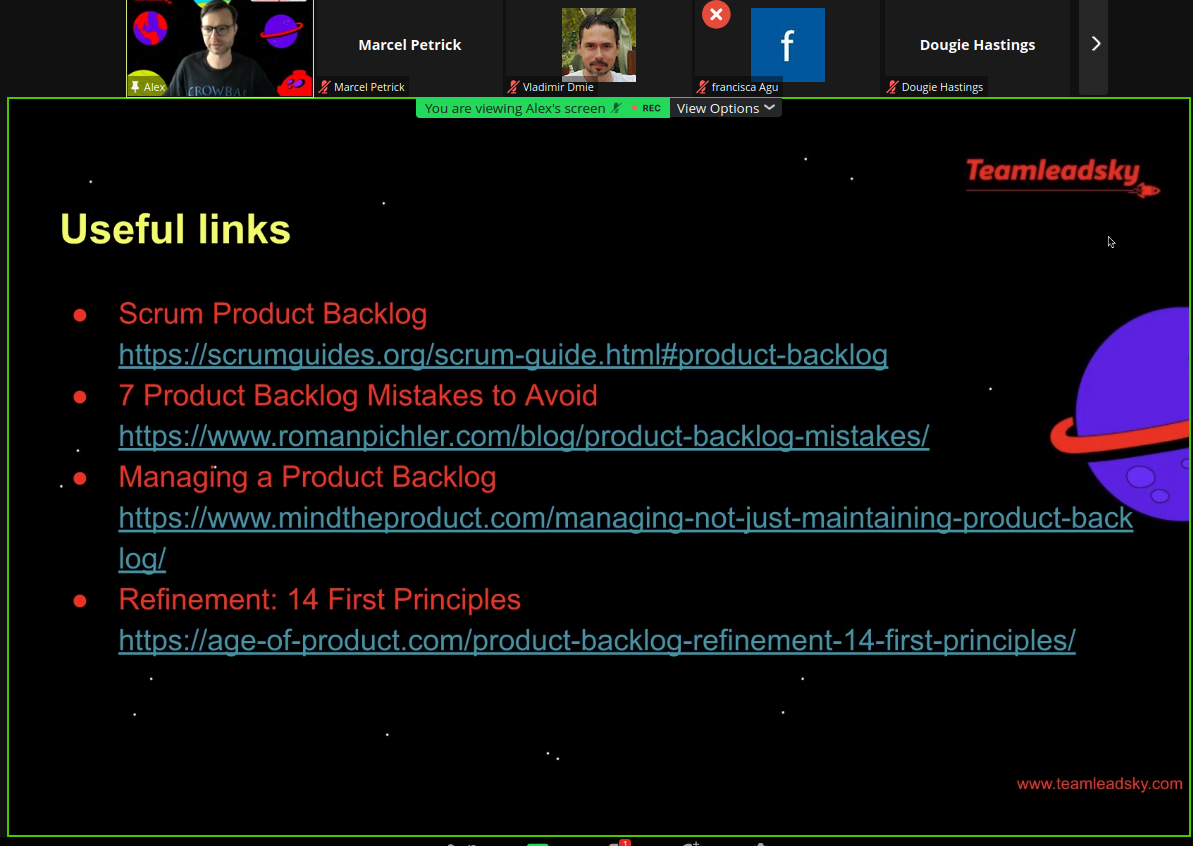 Marcel Petrick
f
Dougie Hastings
Alex
Marcel Petrick
Vladimir Dmie
francisca Agu
Dougie Hastings
CROWBA
You are viewing Alex's screen
REC
View Options
Teamleadsky
Useful links
Scrum Product Backlog
https://scrumguides.org/scrum-guide.html#product-backlog
7 Product Backlog Mistakes to Avoid
https://www.romanpichler.com/blog/product-backlog-mistakes/
Managing a Product Backlog
https://www.mindtheproduct.com/managing-not-just-maintaining-product-back
log/
Refinement: 14 First Principles
https://age-of-product.com/product-backlog-refinement-14-first-principles/
www.teamleadsky.com
1